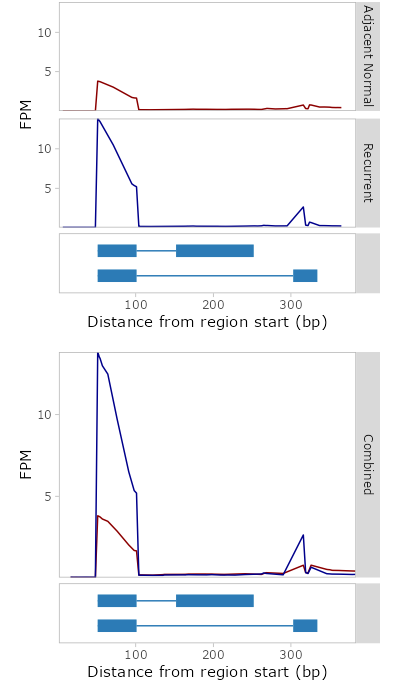 Adjacent Normal
10
5
FPM
Recurrent
10
5
100 200 300
Distance from region start (bp)
Combined
10
5
FPM
100 200 300
Distance from region start (bp)